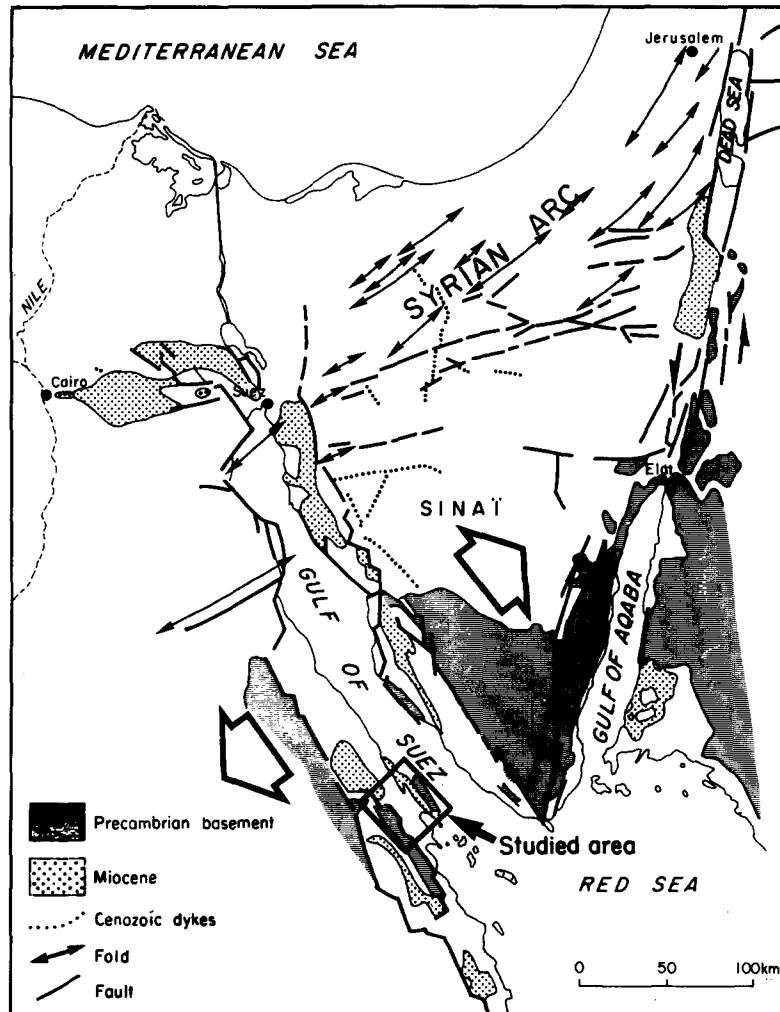 MEDITERRANEAN SEA
Jerusalem
DEAD SEA
SYRIAN ARC
NILE
Cairo
Suez
Elat
SINAÏ
GULF OF SUEZ
GULF OF AQABA
Studied area
RED SEA
Precambrian basement
Miocene
Cenozoic dykes
Fold
Fault
0 50 100km